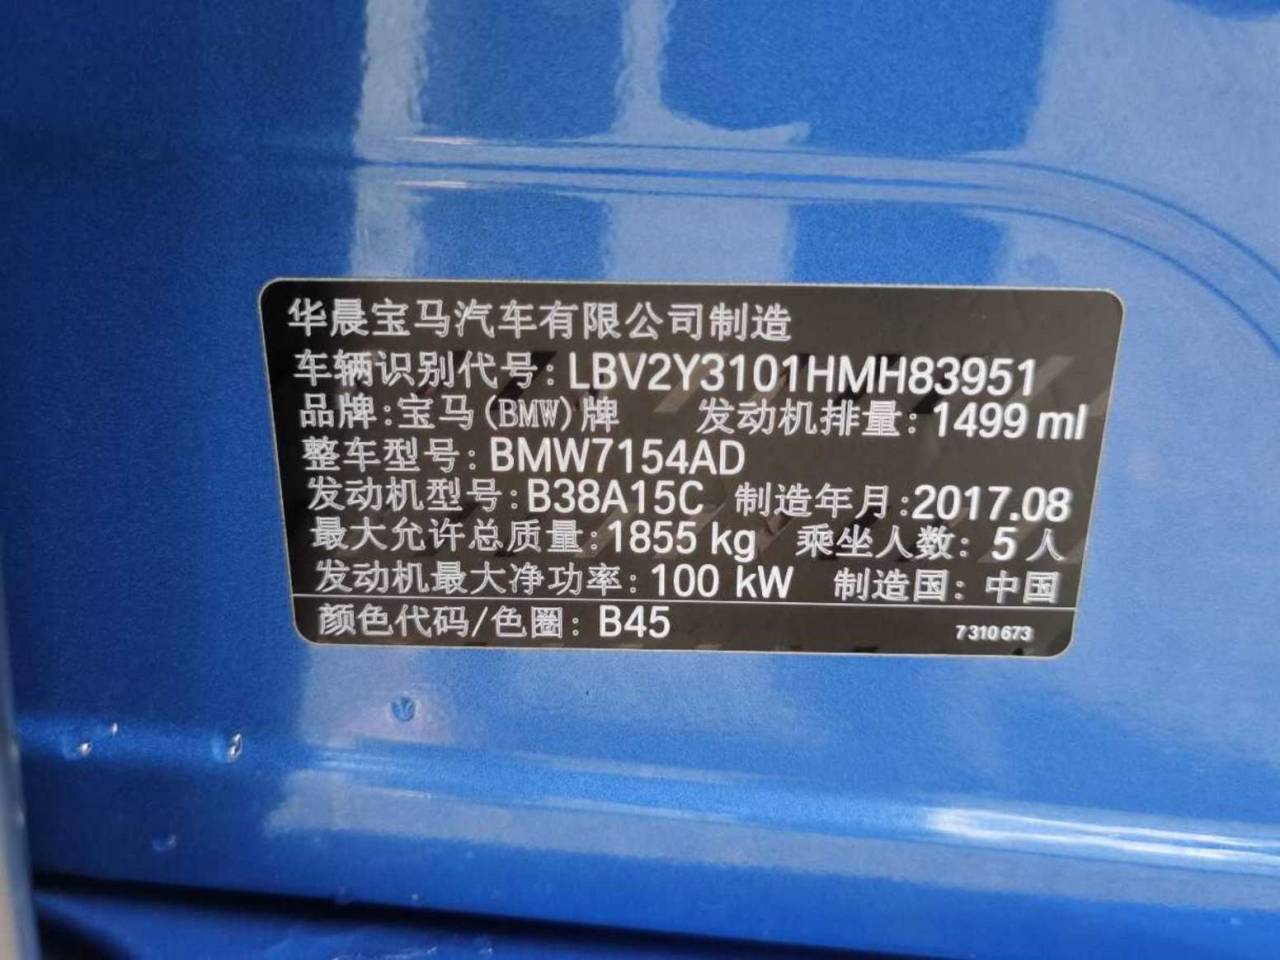 华晨宝马汽车有限公司制造
车辆识别代号:LBV2Y3101HMH83951
品牌:宝马(BMW)牌 发动机排量:1499 ml
整车型号:BMW7154AD
发动机型号:B38A15C 制造年月:2017.08
最大允许总质量:1855 kg 乘坐人数:5人
发动机最大净功率:100 kW 制造国:中国
颜色代码/色圈:B45 7310673